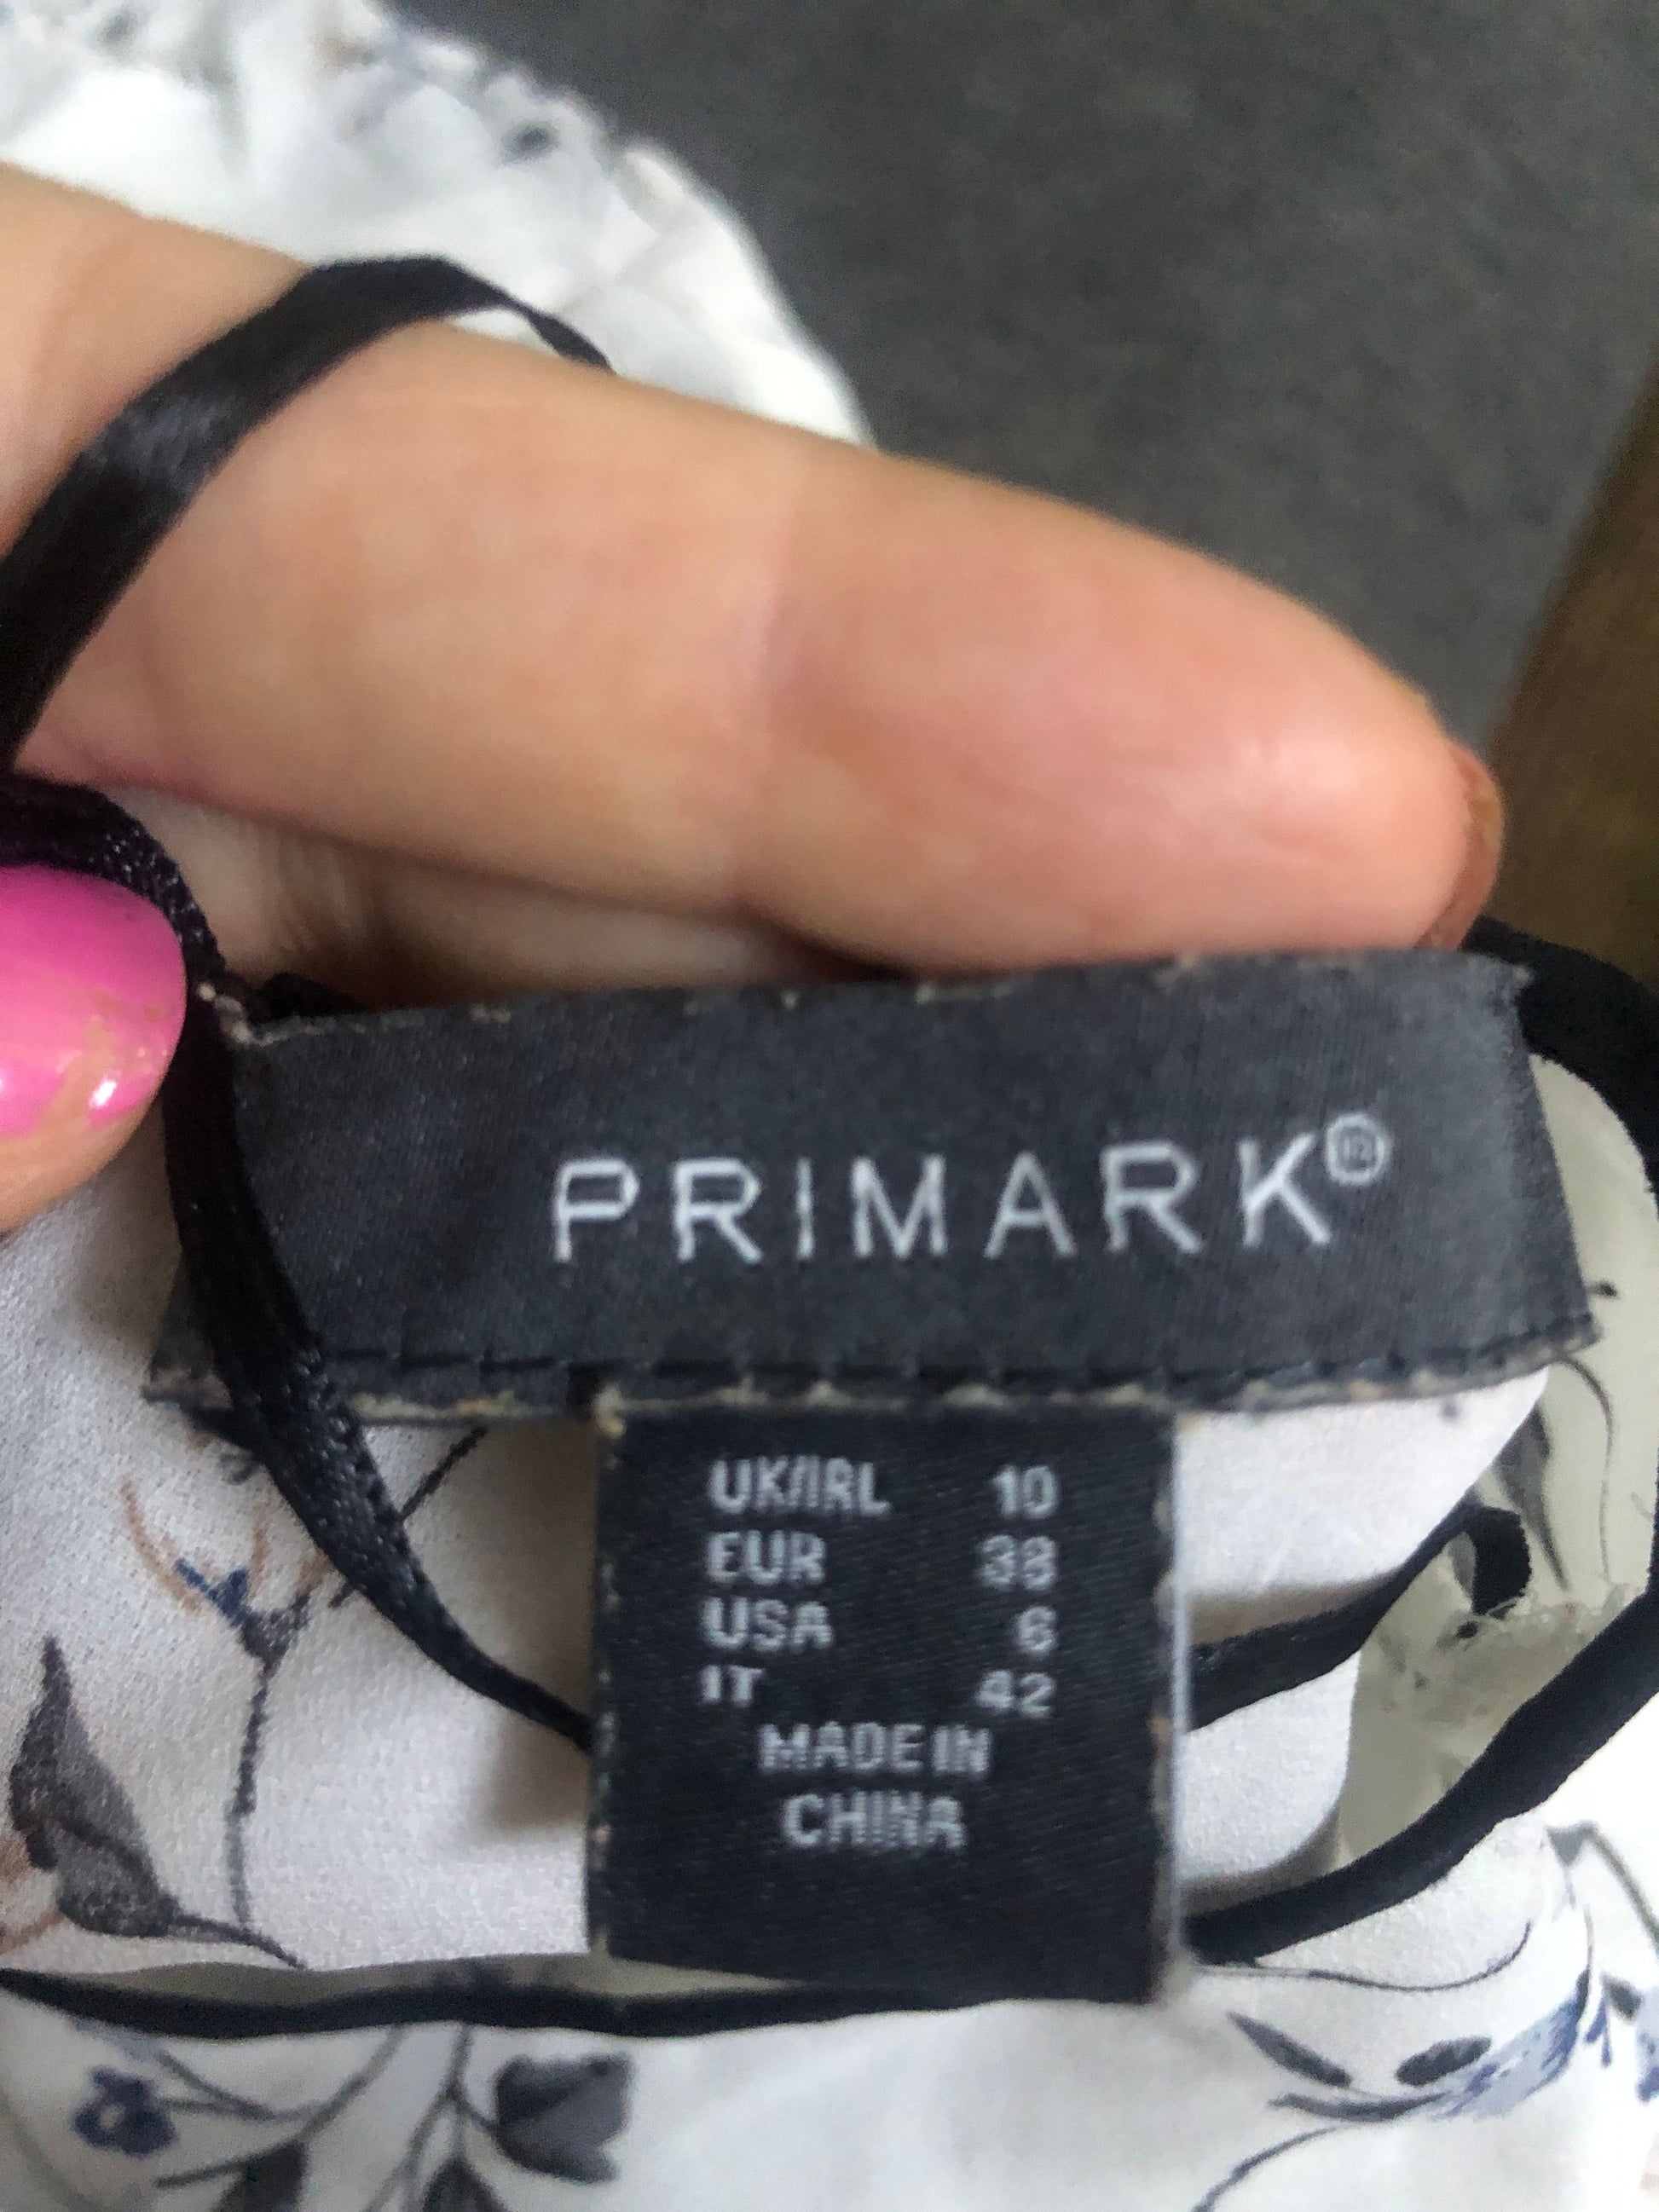 PRIMARK®
UK/IRL 10
EUR 38
USA 6
IT 42
MADE IN
CHINA